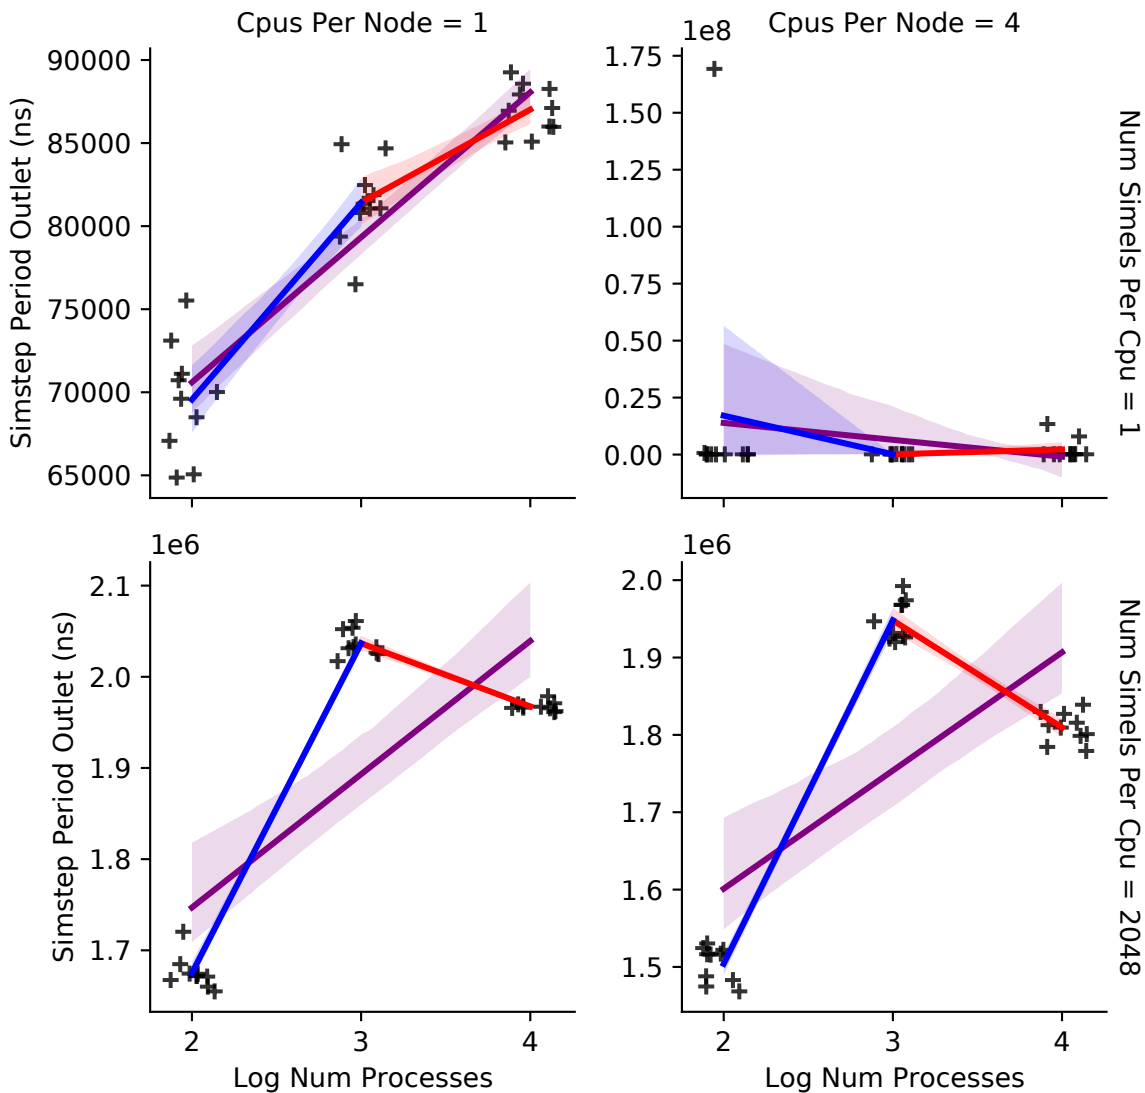 Cpus Per Node = 1
Cpus Per Node = 4
1e8
90000
85000
80000
75000
70000
65000
Simstep Period Outlet (ns)
1.75
1.50
1.25
1.00
0.75
0.50
0.25
0.00
Num Simels Per Cpu = 1
1e6
2.1
2.0
1.9
1.8
1.7
Simstep Period Outlet (ns)
2
3
4
Log Num Processes
1e6
2.0
1.9
1.8
1.7
1.6
1.5
2
3
4
Log Num Processes
Num Simels Per Cpu = 2048